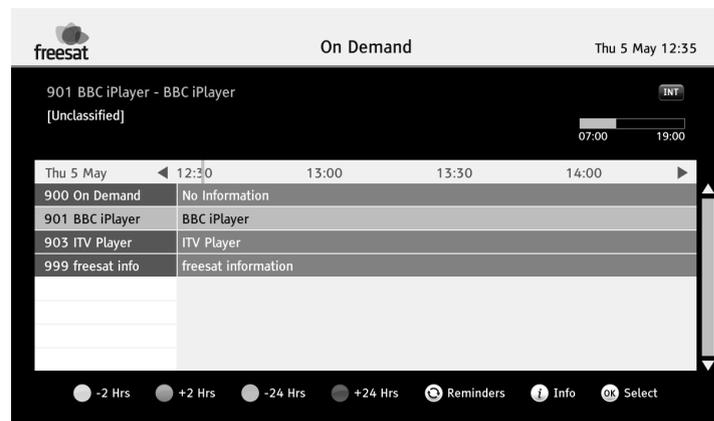 freesat
On Demand
Thu 5 May 12:35
901 BBC iPlayer - BBC iPlayer
INT
[Unclassified]
07:00 19:00
Thu 5 May 12:30 13:00 13:30 14:00
900 On Demand No Information
901 BBC iPlayer BBC iPlayer
903 ITV Player ITV Player
999 freesat info freesat information
-2 Hrs +2 Hrs -24 Hrs +24 Hrs Reminders i Info OK Select